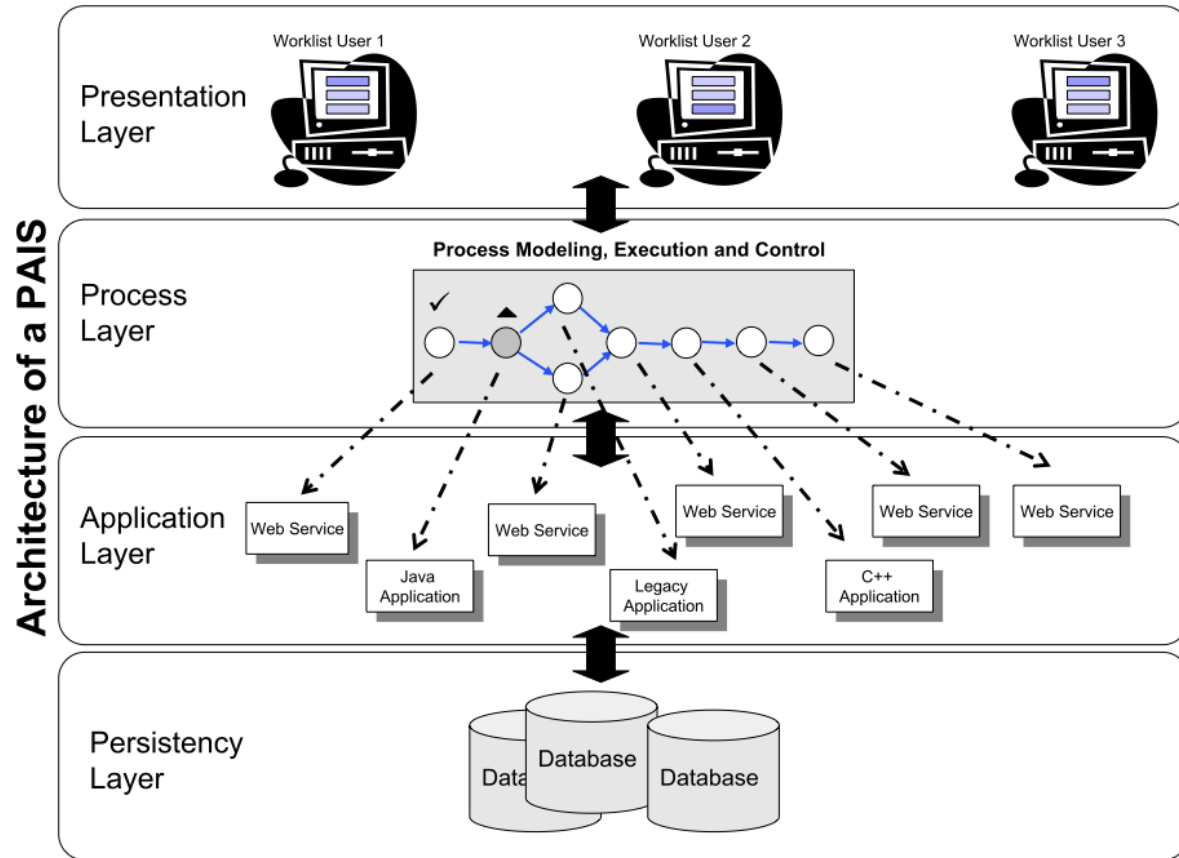 Architecture of a PAIS
Presentation
Layer
Worklist User 1
Worklist User 2
Worklist User 3
Process
Layer
Process Modeling, Execution and Control
Application
Layer
Web Service
Web Service
Web Service
Web Service
Web Service
Java
Application
Legacy
Application
C++
Application
Persistency
Layer
Data
Database
Database